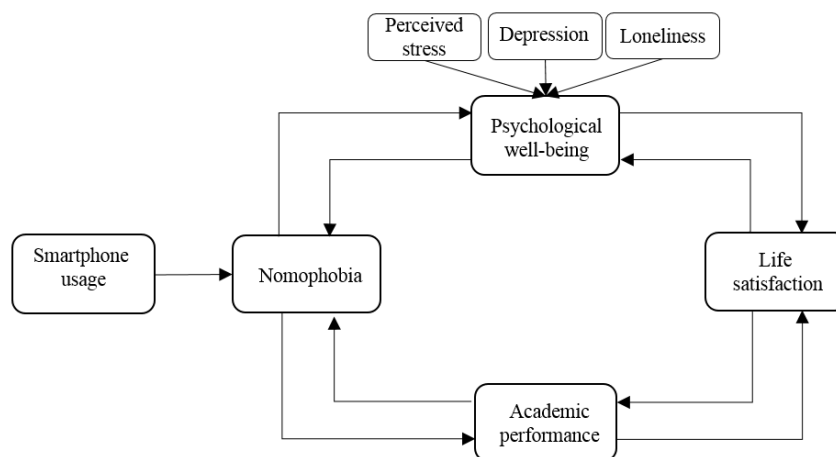 Perceived
stress
Depression
Loneliness
Psychological
well-being
Smartphone
usage
Nomophobia
Life
satisfaction
Academic
performance